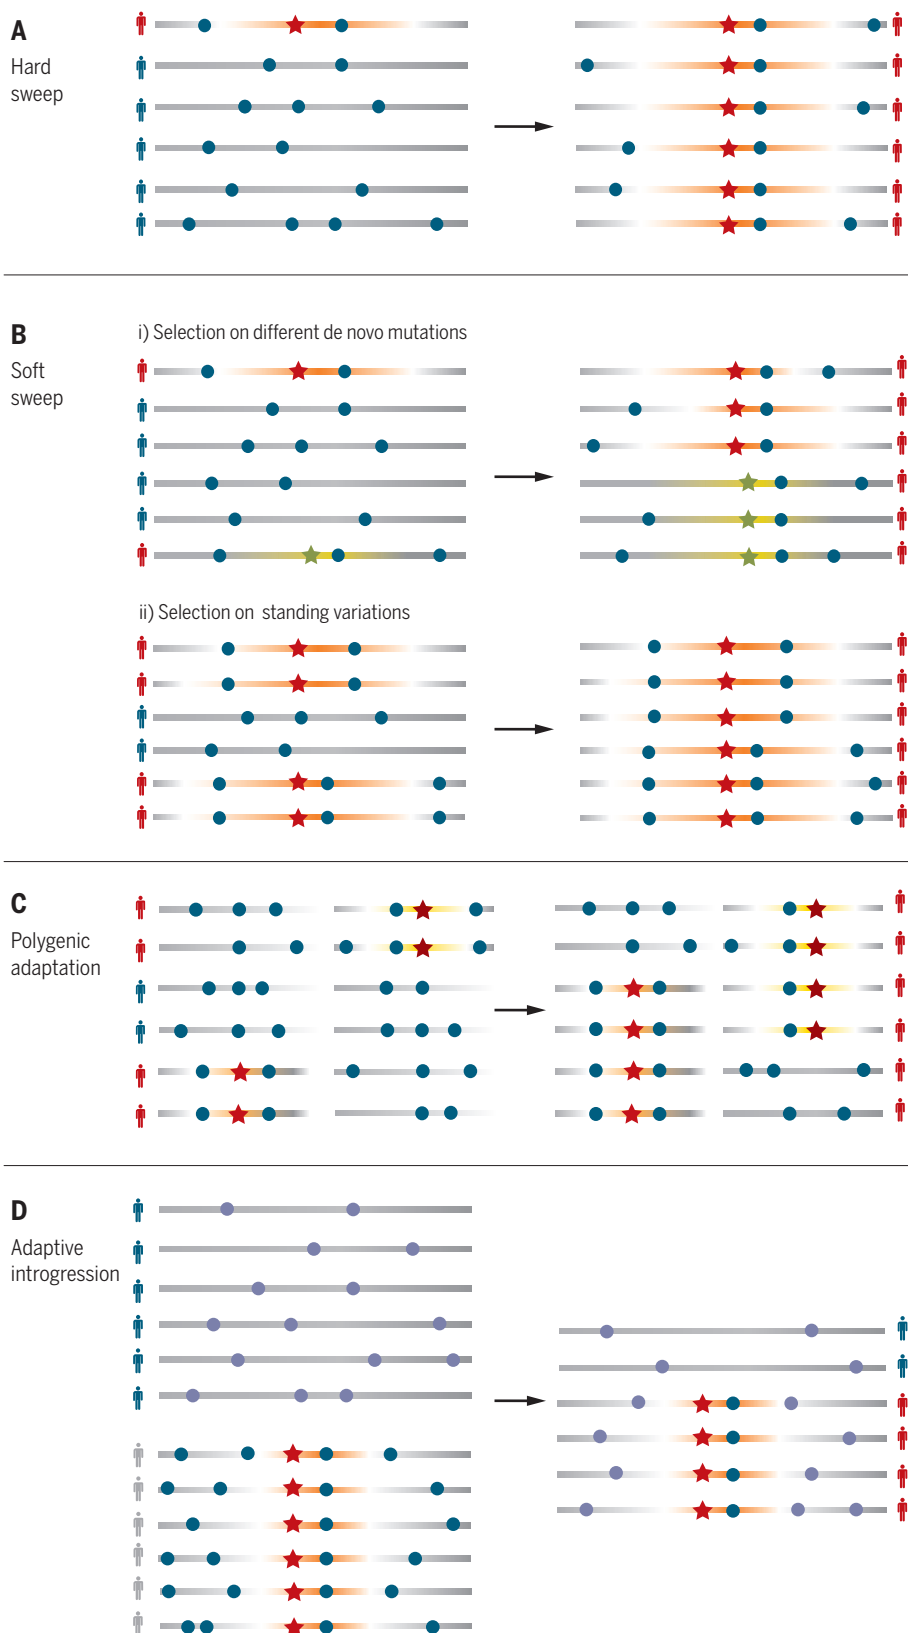 A
Hard
sweep
B
Soft
sweep
i) Selection on different de novo mutations
ii) Selection on standing variations
C
Polygenic
adaptation
D
Adaptive
introgression